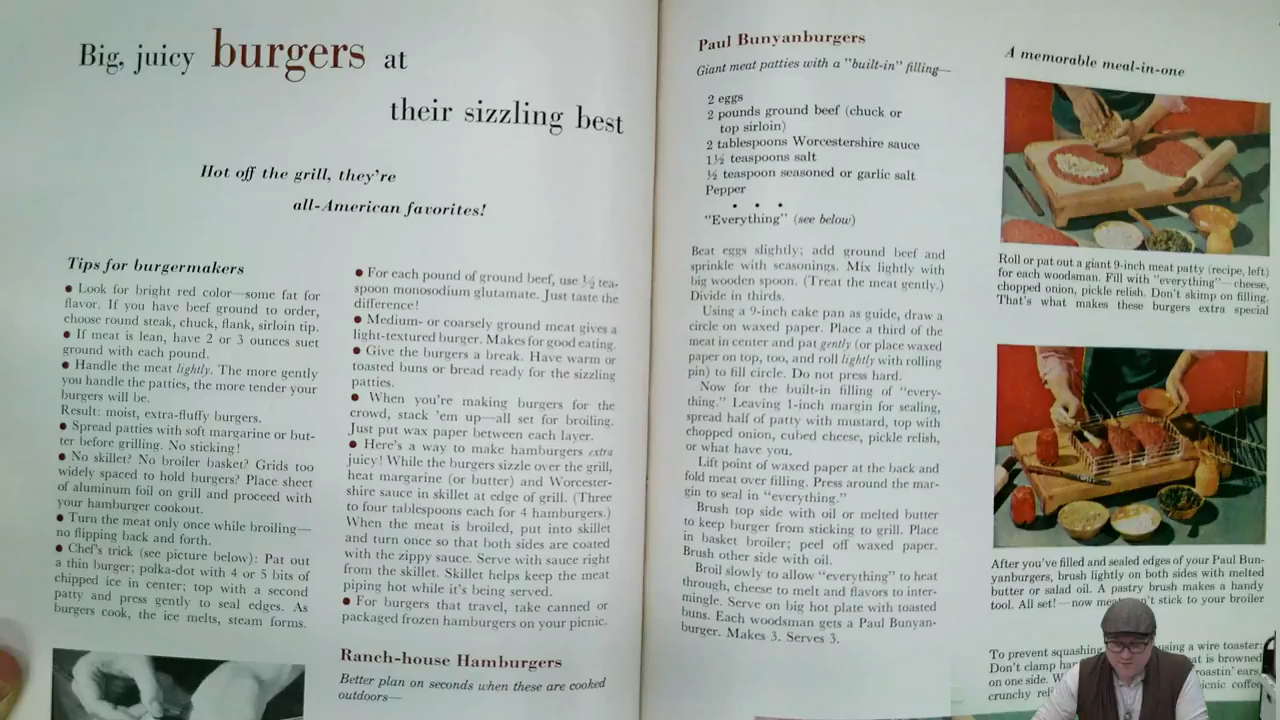 Big, juicy burgers at
their sizzling best
Hot off the grill, they're
all-American favorites!
Tips for burgermakers
● Look for bright red color—some fat for
flavor. If you have beef ground to order,
choose round steak, chuck, flank, sirloin tip.
● If meat is lean, have 2 or 3 ounces suet
ground with each pound.
● Handle the meat lightly. The more gently
you handle the patties, the more tender your
burgers will be.
Result: moist, extra-fluffy burgers.
● Spread patties with soft margarine or but-
ter before grilling. No sticking!
● No skillet? No broiler basket? Grids too
widely spaced to hold burgers? Place sheet
of aluminum foil on grill and proceed with
your hamburger cookout.
● Turn the meat only once while broiling—
no flipping back and forth.
● Chef's trick (see picture below): Pat out
a thin burger; polka-dot with 4 or 5 bits of
chipped ice in center; top with a second
patty and press gently to seal edges. As
burgers cook, the ice melts, steam forms.
● For each pound of ground beef, use ½ tea-
spoon monosodium glutamate. Just taste the
difference!
● Medium- or coarsely ground meat gives a
light-textured burger. Makes for good eating.
● Give the burgers a break. Have warm or
toasted buns or bread ready for the sizzling
patties.
● When you're making burgers for the
crowd, stack 'em up—all set for broiling.
Just put wax paper between each layer.
● Here's a way to make hamburgers extra
juicy! While the burgers sizzle over the grill,
heat margarine (or butter) and Worcester-
shire sauce in skillet at edge of grill. (Three
to four tablespoons each for 4 hamburgers.)
When the meat is broiled, put into skillet
and turn once so that both sides are coated
with the zippy sauce. Serve with sauce right
from the skillet. Skillet helps keep the meat
piping hot while it's being served.
● For burgers that travel, take canned or
packaged frozen hamburgers on your picnic.
Ranch-house Hamburgers
Better plan on seconds when these are cooked
outdoors—
Paul Bunyanburgers
Giant meat patties with a "built-in" filling—
2 eggs
2 pounds ground beef (chuck or
top sirloin)
2 tablespoons Worcestershire sauce
1½ teaspoons salt
½ teaspoon seasoned or garlic salt
Pepper
• • •
"Everything" (see below)
Beat eggs slightly; add ground beef and
sprinkle with seasonings. Mix lightly with
big wooden spoon. (Treat the meat gently.)
Divide in thirds.
Using a 9-inch cake pan as guide, draw a
circle on waxed paper. Place a third of the
meat in center and pat gently (or place waxed
paper on top, too, and roll lightly with rolling
pin) to fill circle. Do not press hard.
Now for the built-in filling of "every-
thing." Leaving 1-inch margin for sealing,
spread half of patty with mustard, top with
chopped onion, cubed cheese, pickle relish,
or what have you.
Lift point of waxed paper at the back and
fold meat over filling. Press around the mar-
gin to seal in "everything."
Brush top side with oil or melted butter
to keep burger from sticking to grill. Place
in basket broiler; peel off waxed paper.
Brush other side with oil.
Broil slowly to allow "everything" to heat
through, cheese to melt and flavors to inter-
mingle. Serve on big hot plate with toasted
buns. Each woodsman gets a Paul Bunyan-
burger. Makes 3. Serves 3.
A memorable meal-in-one
Roll or pat out a giant 9-inch meat patty (recipe, left)
for each woodsman. Fill with "everything"—cheese,
chopped onion, pickle relish. Don't skimp on filling.
That's what makes these burgers extra special
After you've filled and sealed edges of your Paul Bun-
yanburgers, brush lightly on both sides with melted
butter or salad oil. A pastry brush makes a handy
tool. All set!—now stick to your broiler
To prevent squashing using a wire toaster:
Don't clamp is browned
on one side. roastin' ears,
crunchy picnic coffee